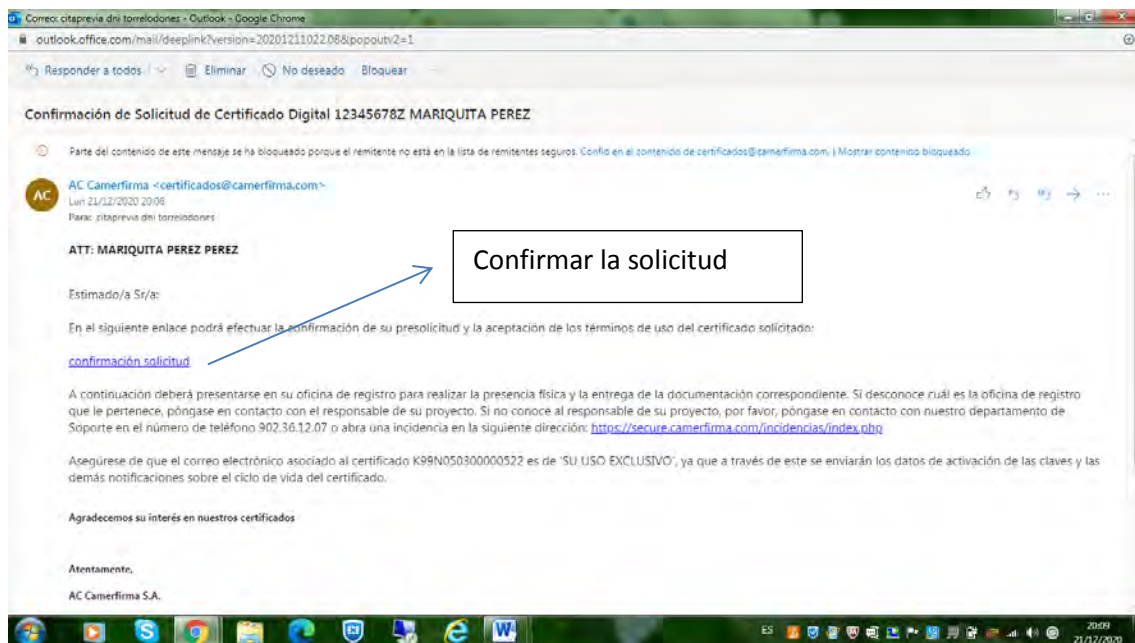 Correo: citaprevia dni torrelodones - Outlook - Google Chrome
outlook.office.com/mail/deeplink?version=20201211022.08&popoutv2=1
Responder a todos Eliminar No deseado Bloquear ...
Confirmación de Solicitud de Certificado Digital 12345678Z MARIQUITA PEREZ
Parte del contenido de este mensaje se ha bloqueado porque el remitente no está en la lista de remitentes seguros. Confío en el contenido de certificados@camerfirma.com. | Mostrar contenido bloqueado
AC
AC Camerfirma <certificados@camerfirma.com>
Lun 21/12/2020 20:08
Para: citaprevia dni torrelodones
ATT: MARIQUITA PEREZ PEREZ
Confirmar la solicitud
Estimado/a Sr/a:
En el siguiente enlace podrá efectuar la confirmación de su presolicitud y la aceptación de los términos de uso del certificado solicitado:
confirmación solicitud
A continuación deberá presentarse en su oficina de registro para realizar la presencia física y la entrega de la documentación correspondiente. Si desconoce cuál es la oficina de registro
que le pertenece, póngase en contacto con el responsable de su proyecto. Si no conoce al responsable de su proyecto, por favor, póngase en contacto con nuestro departamento de
Soporte en el número de teléfono 902.36.12.07 o abra una incidencia en la siguiente dirección: https://secure.camerfirma.com/incidencias/index.php
Asegúrese de que el correo electrónico asociado al certificado K99N050300000522 es de 'SU USO EXCLUSIVO', ya que a través de este se enviarán los datos de activación de las claves y las
demás notificaciones sobre el ciclo de vida del certificado.
Agradecemos su interés en nuestros certificados
Atentamente,
AC Camerfirma S.A.
ES
20:09
21/12/2020